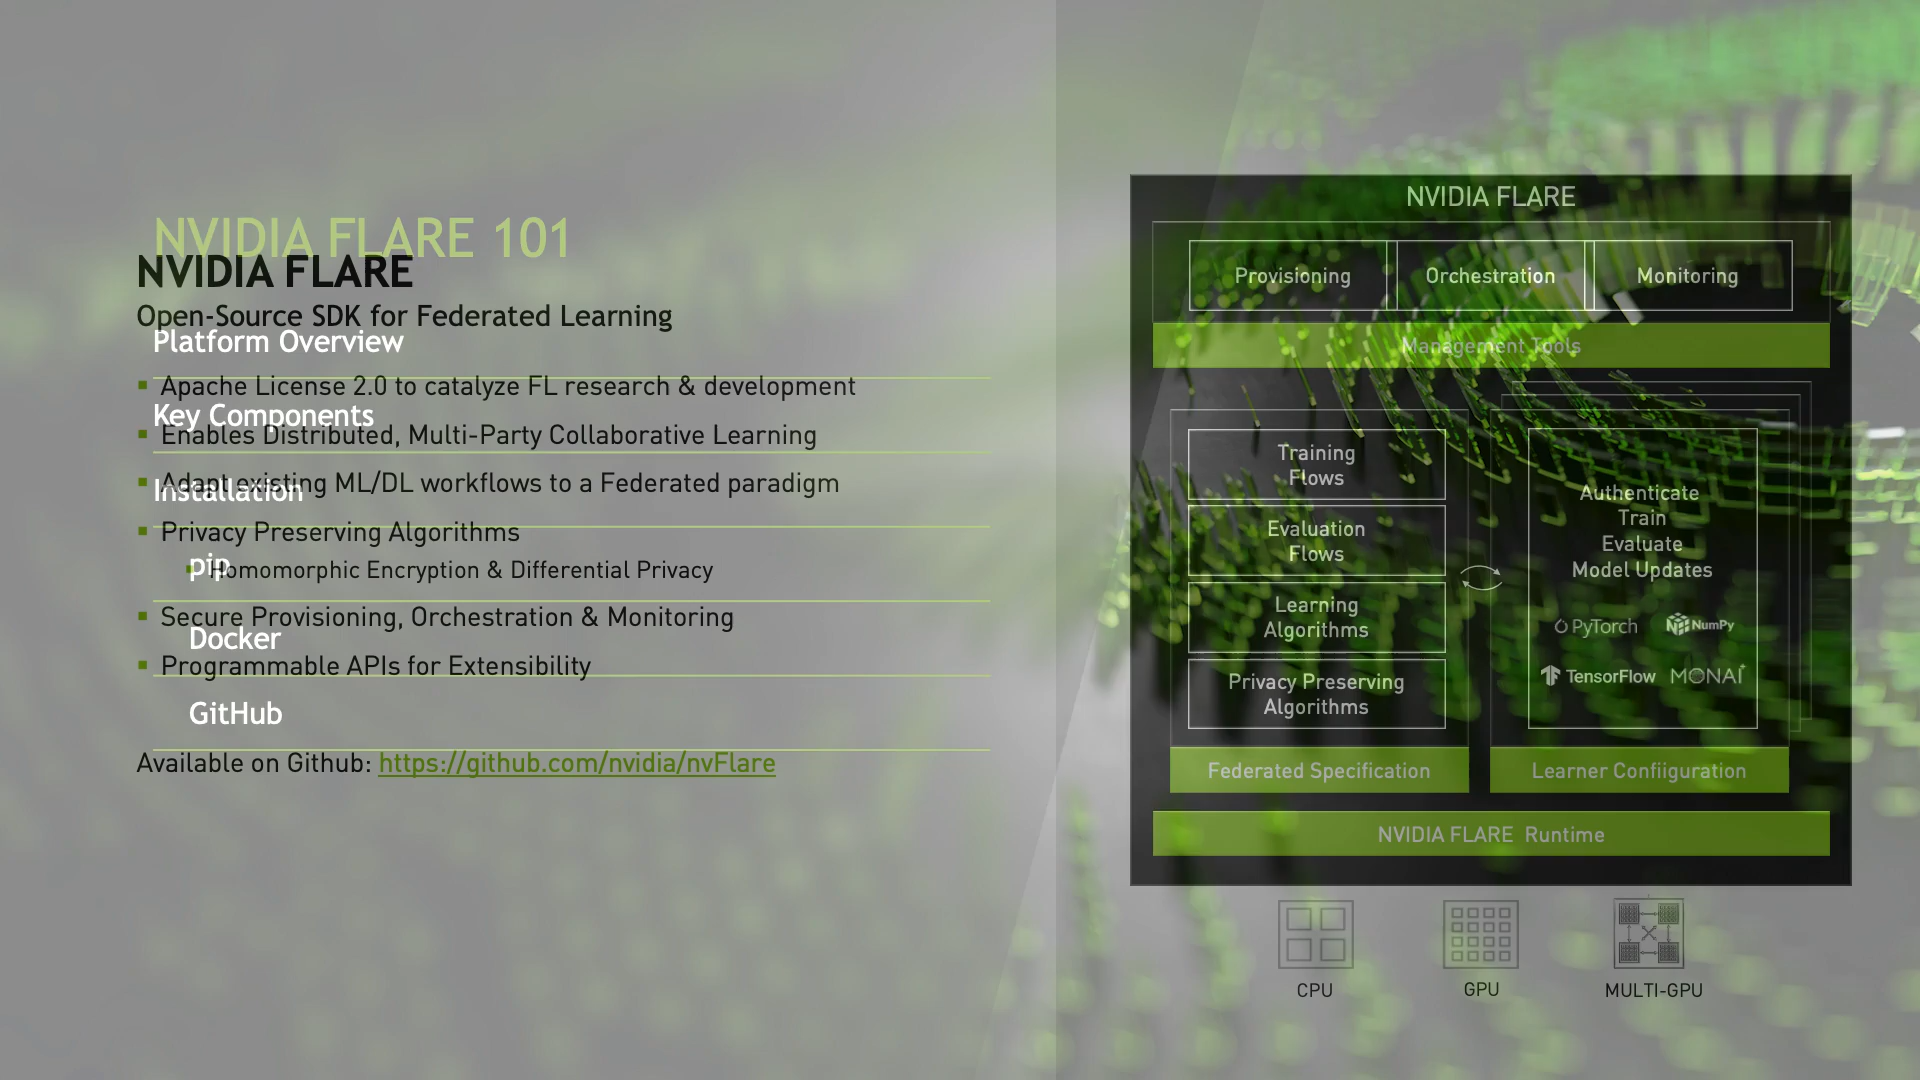 NVIDIA FLARE 101
Platform Overview
Key Components
Installation
pip
Docker
GitHub
NVIDIA FLARE
Open-Source SDK for Federated Learning
Apache License 2.0 to catalyze FL research & development
Enables Distributed, Multi-Party Collaborative Learning
Adapt existing ML/DL workflows to a Federated paradigm
Privacy Preserving Algorithms
Homomorphic Encryption & Differential Privacy
Secure Provisioning, Orchestration & Monitoring
Programmable APIs for Extensibility
Available on Github: https://github.com/nvidia/nvFlare
NVIDIA FLARE
Provisioning
Orchestration
Monitoring
Management Tools
Training
Flows
Evaluation
Flows
Learning
Algorithms
Privacy Preserving
Algorithms
Federated Specification
Authenticate
Train
Evaluate
Model Updates
PyTorch
NumPy
TensorFlow
MONAI
Learner Confiiguration
NVIDIA FLARE Runtime
CPU
GPU
MULTI-GPU